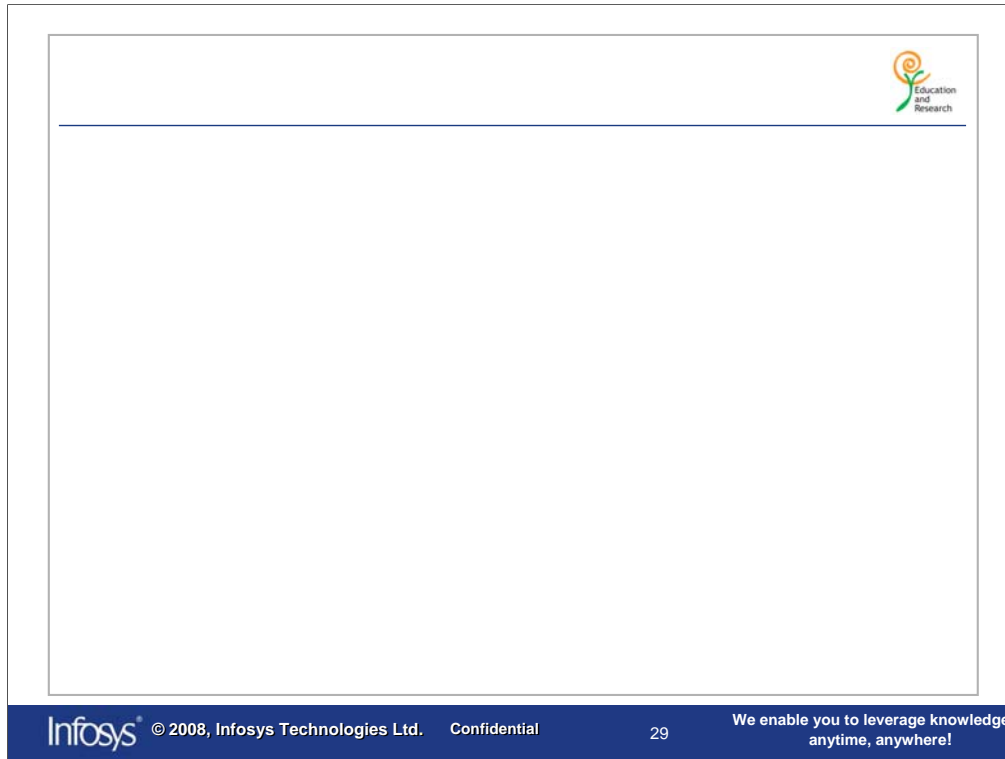 Education
and
Research
Infosys® © 2008, Infosys Technologies Ltd. Confidential 29 We enable you to leverage knowledge
anytime, anywhere!